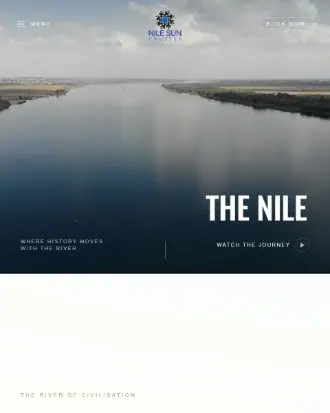 MENU
NILE SUN
CRUISES
BOOK NOW
THE NILE
WHERE HISTORY MOVES
WITH THE RIVER.
WATCH THE JOURNEY
THE RIVER OF CIVILISATION